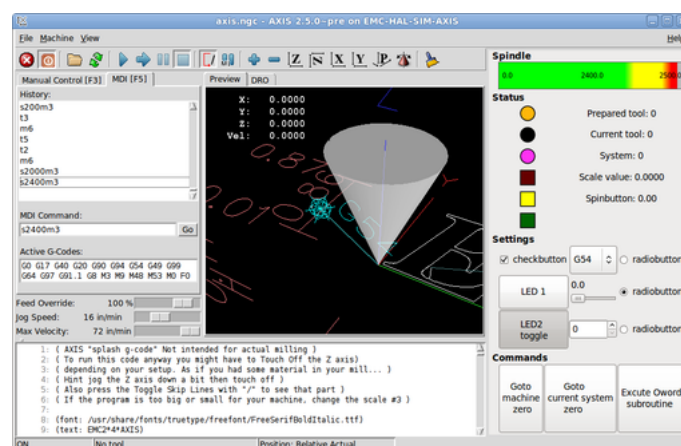 axis.ngc - AXIS 2.5.0~pre on EMC-HAL-SIM-AXIS
File Machine View Help
Manual Control [F3] MDI [F5] Preview DRO
History:
s200m3
t3
m6
t5
t2
m6
s2000m3
s2400m3
MDI Command:
s2400m3 Go
Active G-Codes:
G0 G17 G40 G20 G90 G94 G54 G49 G99
G64 G97 G91.1 G8 M3 M9 M48 M53 M0 F0
Feed Override: 100 %
Jog Speed: 16 in/min
Max Velocity: 72 in/min
X: 0.0000
Y: 0.0000
Z: 0.0000
Vel: 0.0000
Spindle
0.0 2400.0 2500.0
Status
Prepared tool: 0
Current tool: 0
System: 0
Scale value: 0.0000
Spinbutton: 0.00
Settings
checkbutton G54 radiobutton
LED 1 0.0 radiobutton
LED2 toggle 0 radiobutton
Commands
Goto machine zero
Goto current system zero
Excute Oword subroutine
1: ( AXIS "splash g-code" Not intended for actual milling )
2: ( To run this code anyway you might have to Touch Off the Z axis)
3: ( depending on your setup. As if you had some material in your mill... )
4: ( Hint jog the Z axis down a bit then touch off )
5: ( Also press the Toggle Skip Lines with "/" to see that part )
6: ( If the program is too big or small for your machine, change the scale #3 )
7:
8: (font: /usr/share/fonts/truetype/freefont/FreeSerifBoldItalic.ttf)
9: (text: EMC2*4*AXIS)
ON No tool Position: Relative Actual